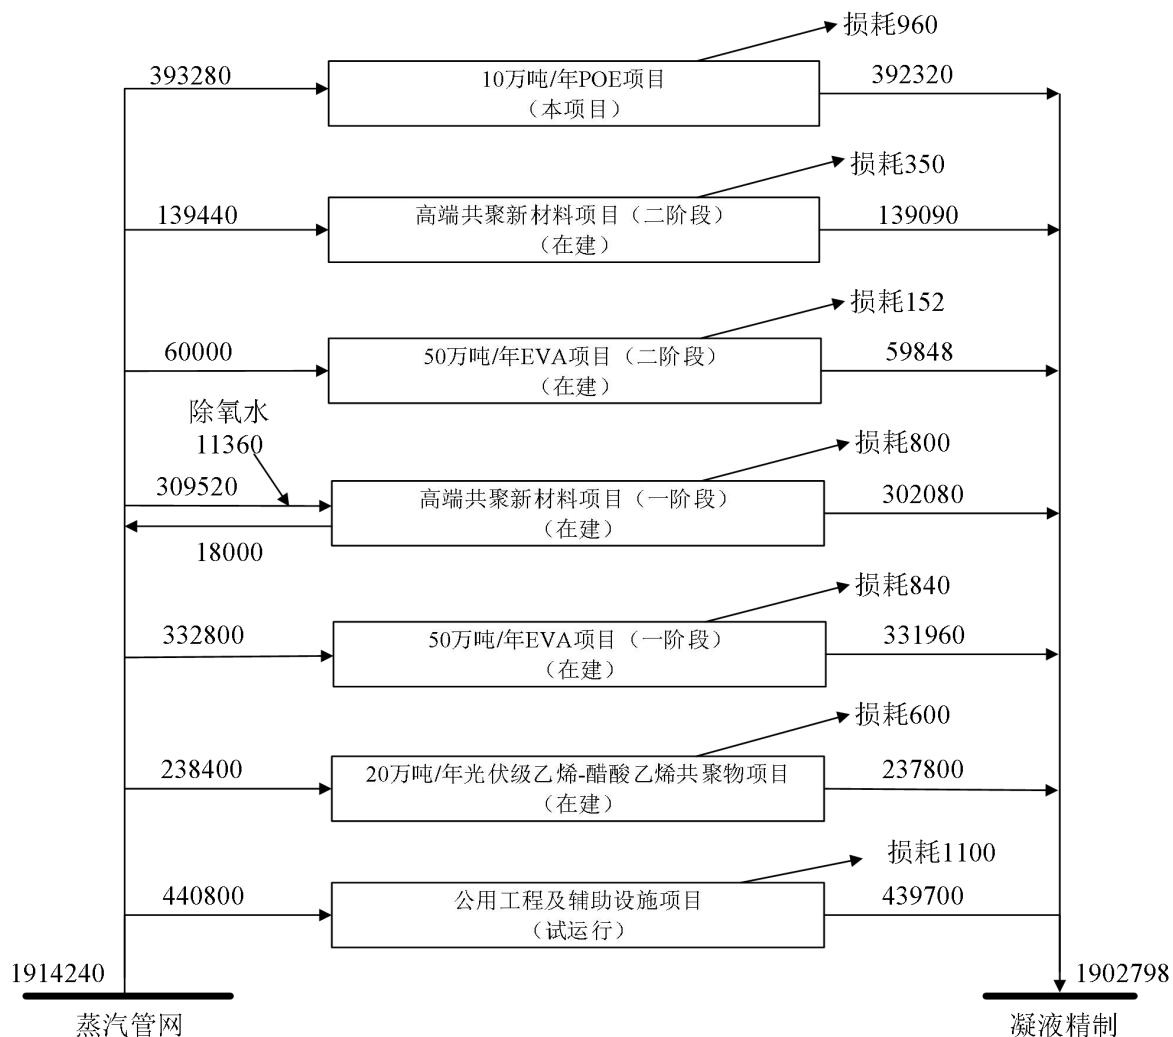 损耗960
393280
10万吨/年POE项目
（本项目）
392320
损耗350
139440
高端共聚新材料项目（二阶段）
（在建）
139090
损耗152
60000
50万吨/年EVA项目（二阶段）
（在建）
59848
除氧水
11360
损耗800
309520
高端共聚新材料项目（一阶段）
（在建）
302080
18000
损耗840
332800
50万吨/年EVA项目（一阶段）
（在建）
331960
损耗600
238400
20万吨/年光伏级乙烯-醋酸乙烯共聚物项目
（在建）
237800
损耗1100
440800
公用工程及辅助设施项目
（试运行）
439700
1914240
1902798
蒸汽管网
凝液精制